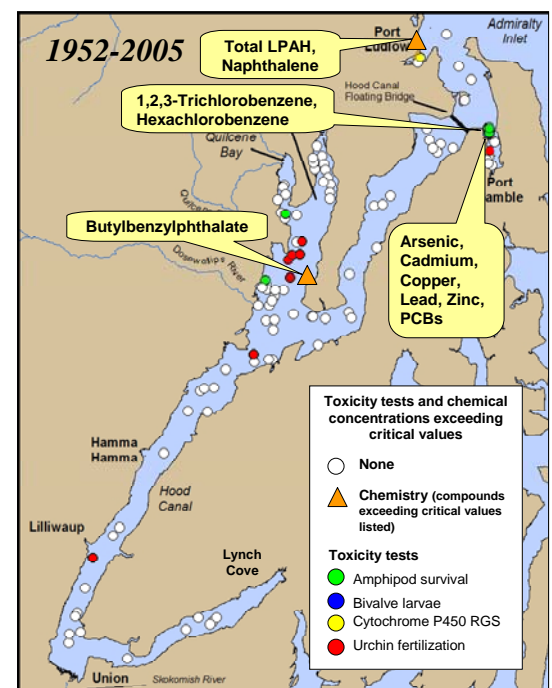 1952-2005
Port
Ludlow
Admiralty
Inlet
Total LPAH,
Naphthalene
Hood Canal
Floating Bridge
1,2,3-Trichlorobenzene,
Hexachlorobenzene
Quilcene
Bay
Port
amble
Butylbenzylphthalate
Dosewallips River
Arsenic,
Cadmium,
Copper,
Lead, Zinc,
PCBs
Hamma
Hamma
Hood
Canal
Lilliwaup
Lynch
Cove
Union
Skokomish River
Toxicity tests and chemical
concentrations exceeding
critical values
None
Chemistry (compounds
exceeding critical values
listed)
Toxicity tests
Amphipod survival
Bivalve larvae
Cytochrome P450 RGS
Urchin fertilization